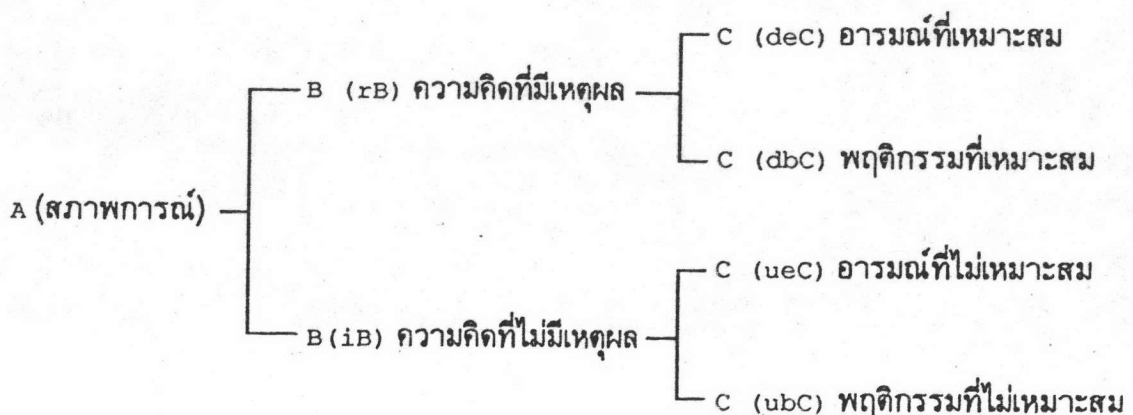 C (deC) อารมณ์ที่เหมาะสม
B (rB) ความคิดที่มีเหตุผล
C (dbC) พฤติกรรมที่เหมาะสม
A (สภาพการณ์)
C (ueC) อารมณ์ที่ไม่เหมาะสม
B(iB) ความคิดที่ไม่มีเหตุผล
C (ubC) พฤติกรรมที่ไม่เหมาะสม